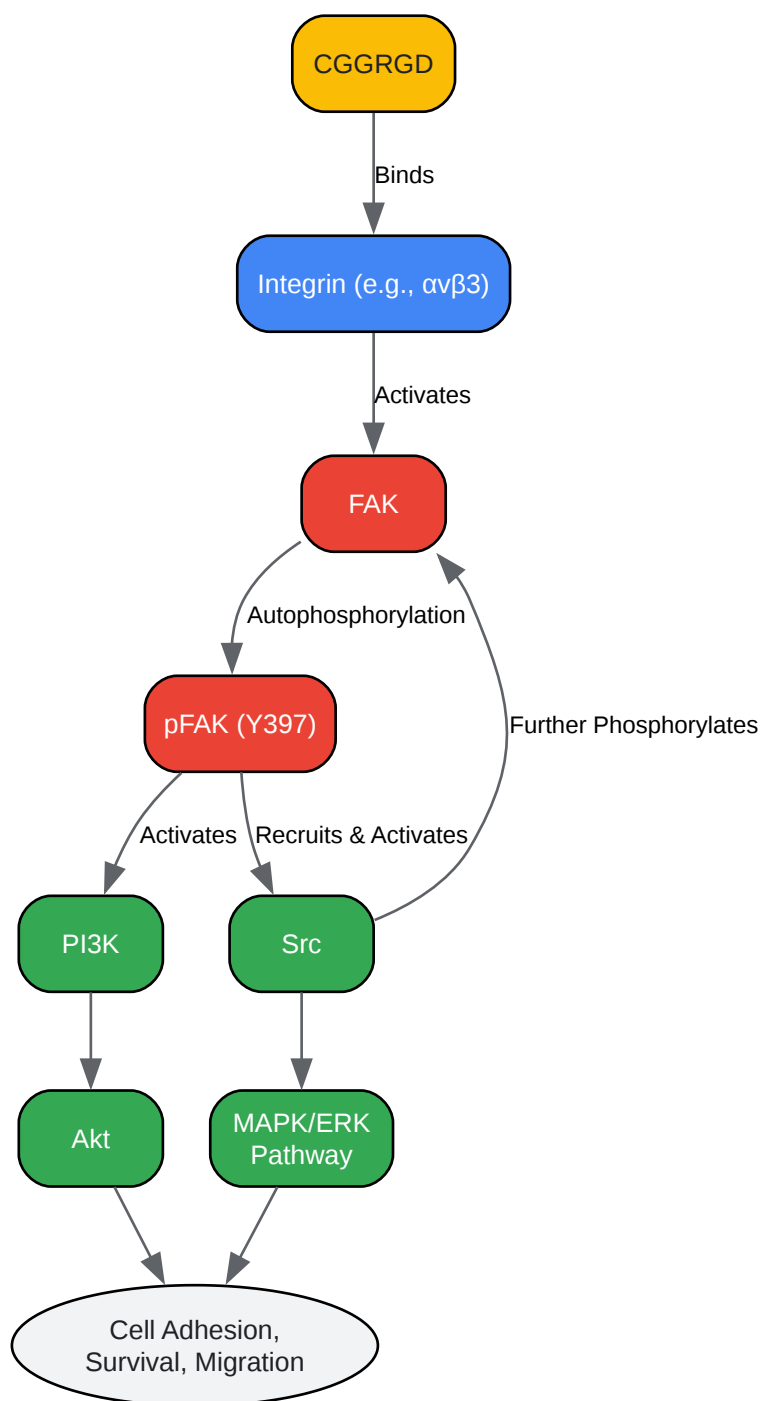 CGGRGD
Binds
Integrin (e.g., αvβ3)
Activates
FAK
Autophosphorylation
pFAK (Y397)
Further Phosphorylates
Activates
Recruits & Activates
PI3K
Src
Akt
MAPK/ERK
Pathway
Cell Adhesion,
Survival, Migration